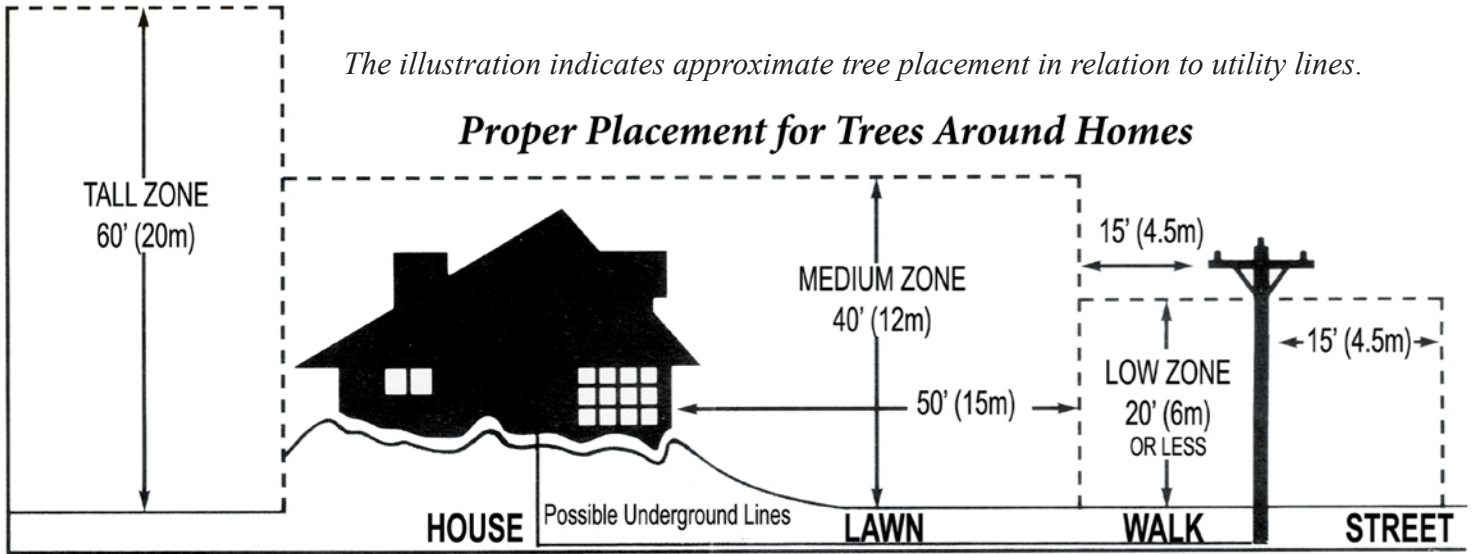 The illustration indicates approximate tree placement in relation to utility lines.
Proper Placement for Trees Around Homes
TALL ZONE
60’ (20m)
MEDIUM ZONE
40’ (12m)
15’ (4.5m)
15’ (4.5m)
50’ (15m)
LOW ZONE
20’ (6m)
OR LESS
HOUSE
Possible Underground Lines
LAWN
WALK
STREET